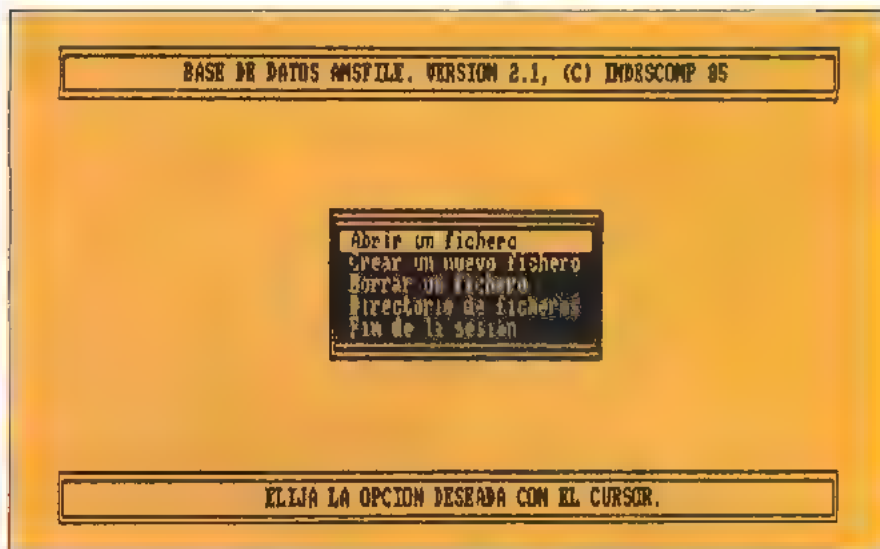 BASE DE DATOS AMSFILE. VERSION 2.1, (C) INDESCOMP 85
Abrir un fichero
Crear un nuevo fichero
Borrar un fichero
Directorio de ficheros
Fin de la sesión
ELIJA LA OPCION DESEADA CON EL CURSOR.